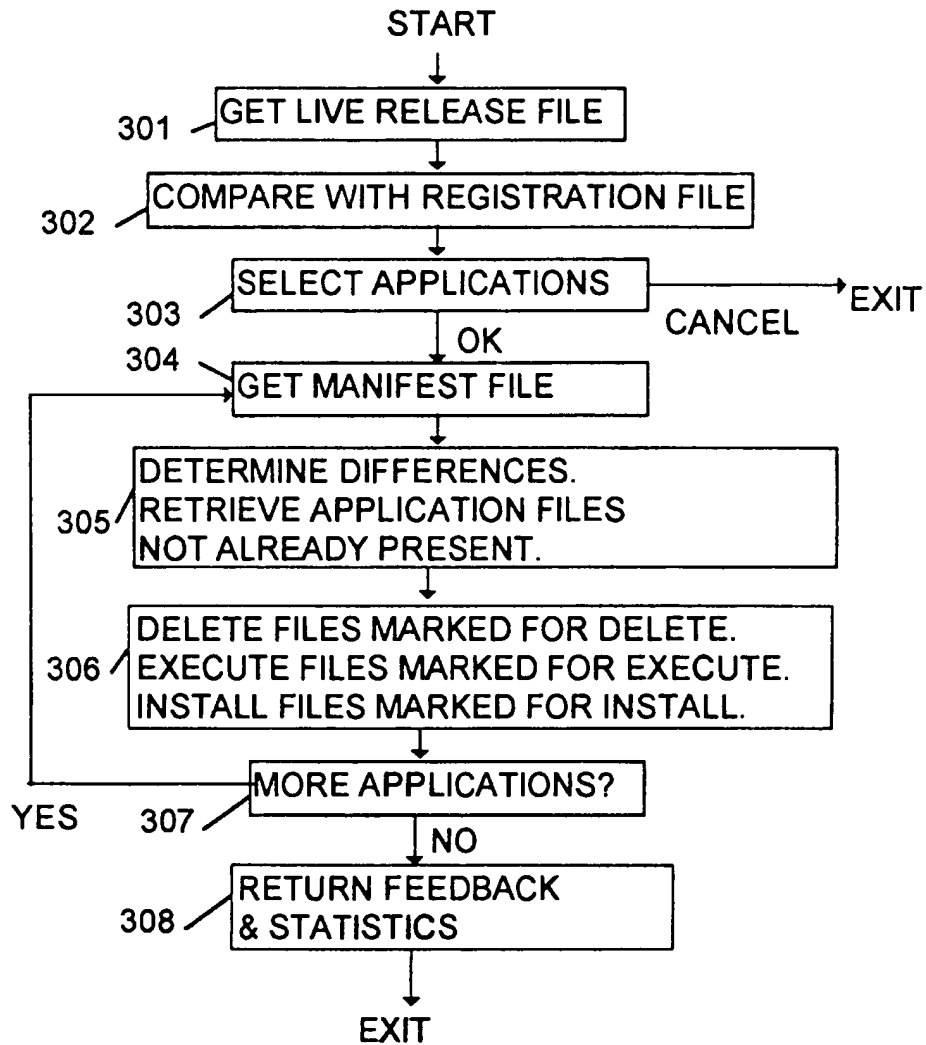 START
301
GET LIVE RELEASE FILE
302
COMPARE WITH REGISTRATION FILE
303
SELECT APPLICATIONS
CANCEL
EXIT
OK
304
GET MANIFEST FILE
305
DETERMINE DIFFERENCES.
RETRIEVE APPLICATION FILES
NOT ALREADY PRESENT.
306
DELETE FILES MARKED FOR DELETE.
EXECUTE FILES MARKED FOR EXECUTE.
INSTALL FILES MARKED FOR INSTALL.
307
MORE APPLICATIONS?
YES
NO
308
RETURN FEEDBACK
& STATISTICS
EXIT